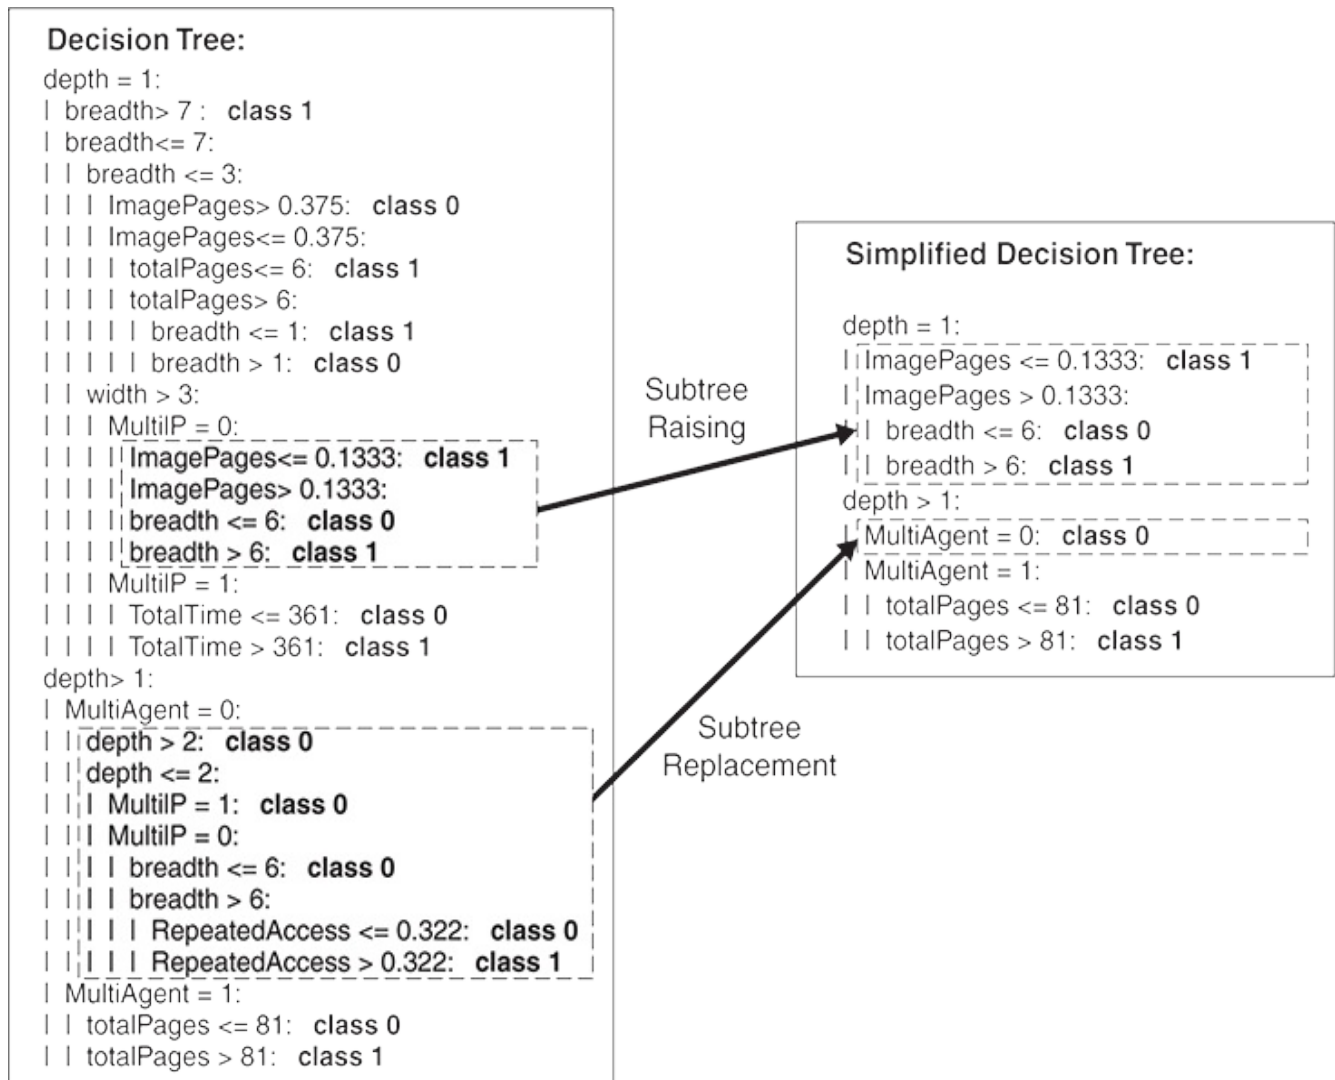 Decision Tree:
depth = 1:
| breadth> 7 : class 1
| breadth<= 7:
| | breadth <= 3:
| | | ImagePages> 0.375: class 0
| | | ImagePages<= 0.375:
| | | | totalPages<= 6: class 1
| | | | totalPages> 6:
| | | | | breadth <= 1: class 1
| | | | | breadth > 1: class 0
| | width > 3:
| | | MultiIP = 0:
| | | | ImagePages<= 0.1333: class 1
| | | | ImagePages> 0.1333:
| | | | breadth <= 6: class 0
| | | | breadth > 6: class 1
| | | MultiIP = 1:
| | | | TotalTime <= 361: class 0
| | | | TotalTime > 361: class 1
depth> 1:
| MultiAgent = 0:
| | depth > 2: class 0
| | depth <= 2:
| | | MultiIP = 1: class 0
| | | MultiIP = 0:
| | | | breadth <= 6: class 0
| | | | breadth > 6:
| | | | | RepeatedAccess <= 0.322: class 0
| | | | | RepeatedAccess > 0.322: class 1
| MultiAgent = 1:
| | totalPages <= 81: class 0
| | totalPages > 81: class 1
Subtree
Raising
Subtree
Replacement
Simplified Decision Tree:
depth = 1:
| ImagePages <= 0.1333: class 1
| ImagePages > 0.1333:
| | breadth <= 6: class 0
| | breadth > 6: class 1
depth > 1:
| MultiAgent = 0: class 0
| MultiAgent = 1:
| | totalPages <= 81: class 0
| | totalPages > 81: class 1